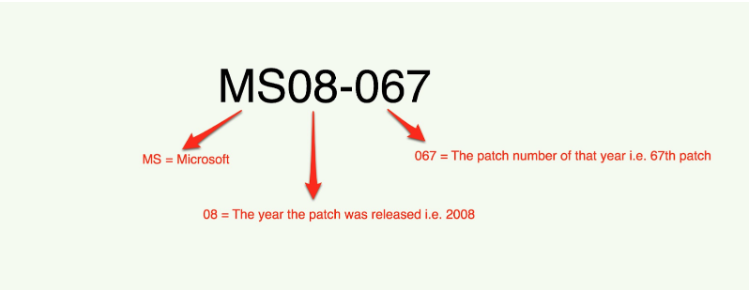 MS08-067
MS = Microsoft
067 = The patch number of that year i.e. 67th patch
08 = The year the patch was released i.e. 2008